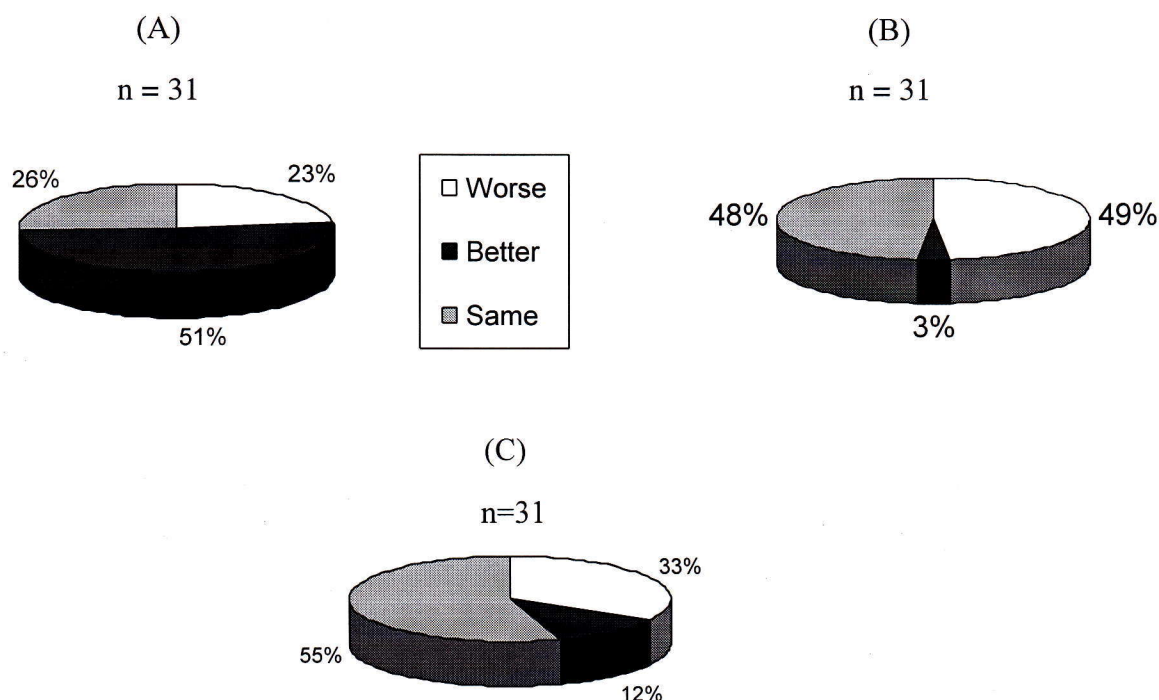 (A)
n = 31
26%
23%
51%
Worse
Better
Same
(B)
n = 31
48%
49%
3%
(C)
n=31
33%
55%
12%